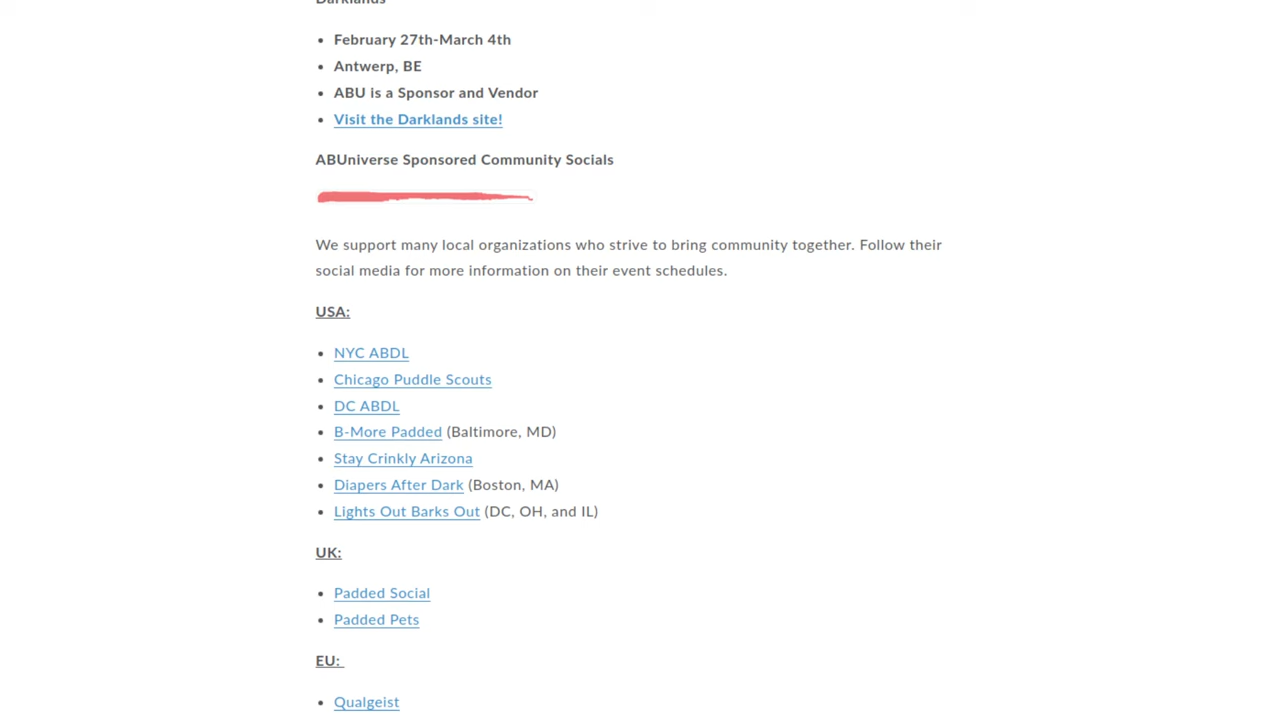 Darklands
February 27th-March 4th
Antwerp, BE
ABU is a Sponsor and Vendor
Visit the Darklands site!
ABUniverse Sponsored Community Socials
We support many local organizations who strive to bring community together. Follow their
social media for more information on their event schedules.
USA:
NYC ABDL
Chicago Puddle Scouts
DC ABDL
B-More Padded (Baltimore, MD)
Stay Crinkly Arizona
Diapers After Dark (Boston, MA)
Lights Out Barks Out (DC, OH, and IL)
UK:
Padded Social
Padded Pets
EU:
Qualgeist